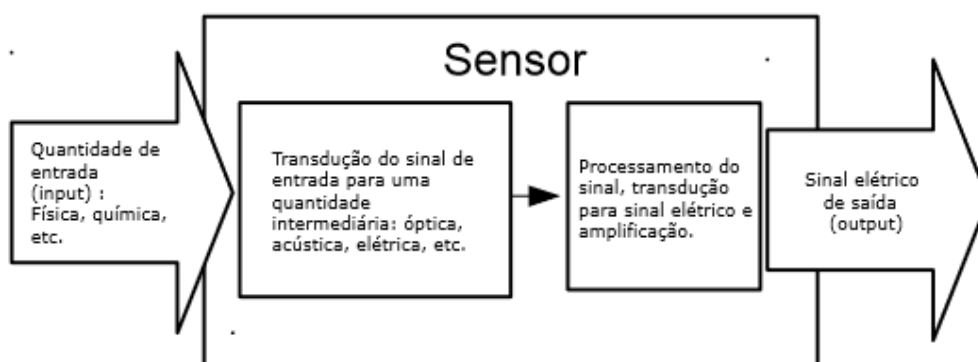 Sensor
Quantidade de
entrada
(input) :
Física, química,
etc.
Transdução do sinal de
entrada para uma
quantidade
intermediária: óptica,
acústica, elétrica, etc.
Processamento do
sinal, transdução
para sinal elétrico e
amplificação.
Sinal elétrico
de saída
(output)